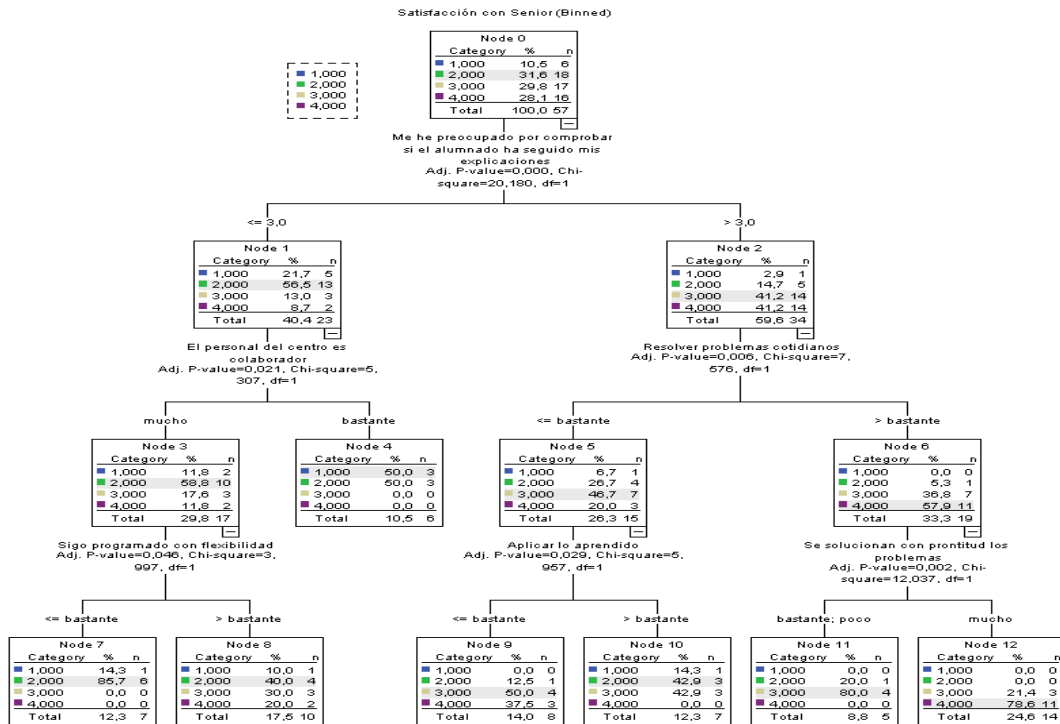 Satisfacción con Senior (Binned)
Node 0
Category % n
1,000 10,5 6
2,000 31,6 18
3,000 29,8 17
4,000 28,1 16
Total 100,0 57
1,000
2,000
3,000
4,000
Me he preocupado por comprobar
si el alumnado ha seguido mis
explicaciones
Adj. P-value=0,000, Chi-
square=20,180, df=1
<= 3,0
> 3,0
Node 1
Category % n
1,000 21,7 5
2,000 56,5 13
3,000 13,0 3
4,000 8,7 2
Total 40,4 23
Node 2
Category % n
1,000 2,9 1
2,000 14,7 5
3,000 41,2 14
4,000 41,2 14
Total 59,6 34
El personal del centro es
colaborador
Adj. P-value=0,021, Chi-square=5,
307, df=1
Resolver problemas cotidianos
Adj. P-value=0,006, Chi-square=7,
576, df=1
mucho
bastante
<= bastante
> bastante
Node 3
Category % n
1,000 11,8 2
2,000 58,8 10
3,000 17,6 3
4,000 11,8 2
Total 29,8 17
Node 4
Category % n
1,000 50,0 3
2,000 50,0 3
3,000 0,0 0
4,000 0,0 0
Total 10,5 6
Node 5
Category % n
1,000 6,7 1
2,000 26,7 4
3,000 46,7 7
4,000 20,0 3
Total 26,3 15
Node 6
Category % n
1,000 0,0 0
2,000 5,3 1
3,000 36,8 7
4,000 57,9 11
Total 33,3 19
Sigo programado con flexibilidad
Adj. P-value=0,046, Chi-square=3,
997, df=1
Aplicar lo aprendido
Adj. P-value=0,029, Chi-square=5,
957, df=1
Se solucionan con prontitud los
problemas
Adj. P-value=0,002, Chi-
square=12,037, df=1
<= bastante
> bastante
<= bastante
> bastante
bastante; poco
mucho
Node 7
Category % n
1,000 14,3 1
2,000 85,7 6
3,000 0,0 0
4,000 0,0 0
Total 12,3 7
Node 8
Category % n
1,000 10,0 1
2,000 40,0 4
3,000 30,0 3
4,000 20,0 2
Total 17,5 10
Node 9
Category % n
1,000 0,0 0
2,000 12,5 1
3,000 50,0 4
4,000 37,5 3
Total 14,0 8
Node 10
Category % n
1,000 14,3 1
2,000 42,9 3
3,000 42,9 3
4,000 0,0 0
Total 12,3 7
Node 11
Category % n
1,000 0,0 0
2,000 20,0 1
3,000 80,0 4
4,000 0,0 0
Total 8,8 5
Node 12
Category % n
1,000 0,0 0
2,000 0,0 0
3,000 21,4 3
4,000 78,6 11
Total 24,6 14